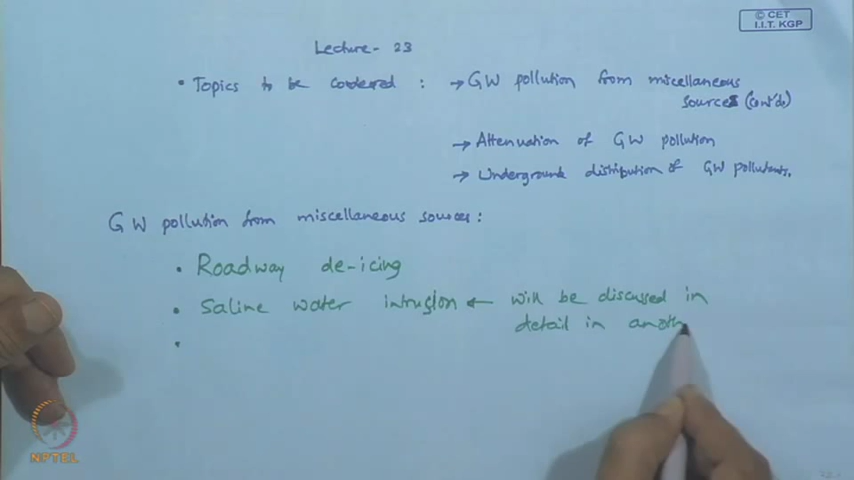 © CET
I.I.T. KGP
Lecture - 23
• Topics to be : → GW pollution from miscellaneous
sources (cont'd.)
→ Attenuation of GW pollution
→ Underground distribution of GW pollutants.
GW pollution from miscellaneous sources:
• Roadway de-icing
• Saline water intrusion ← will be discussed in
detail in anoth
•
NPTEL